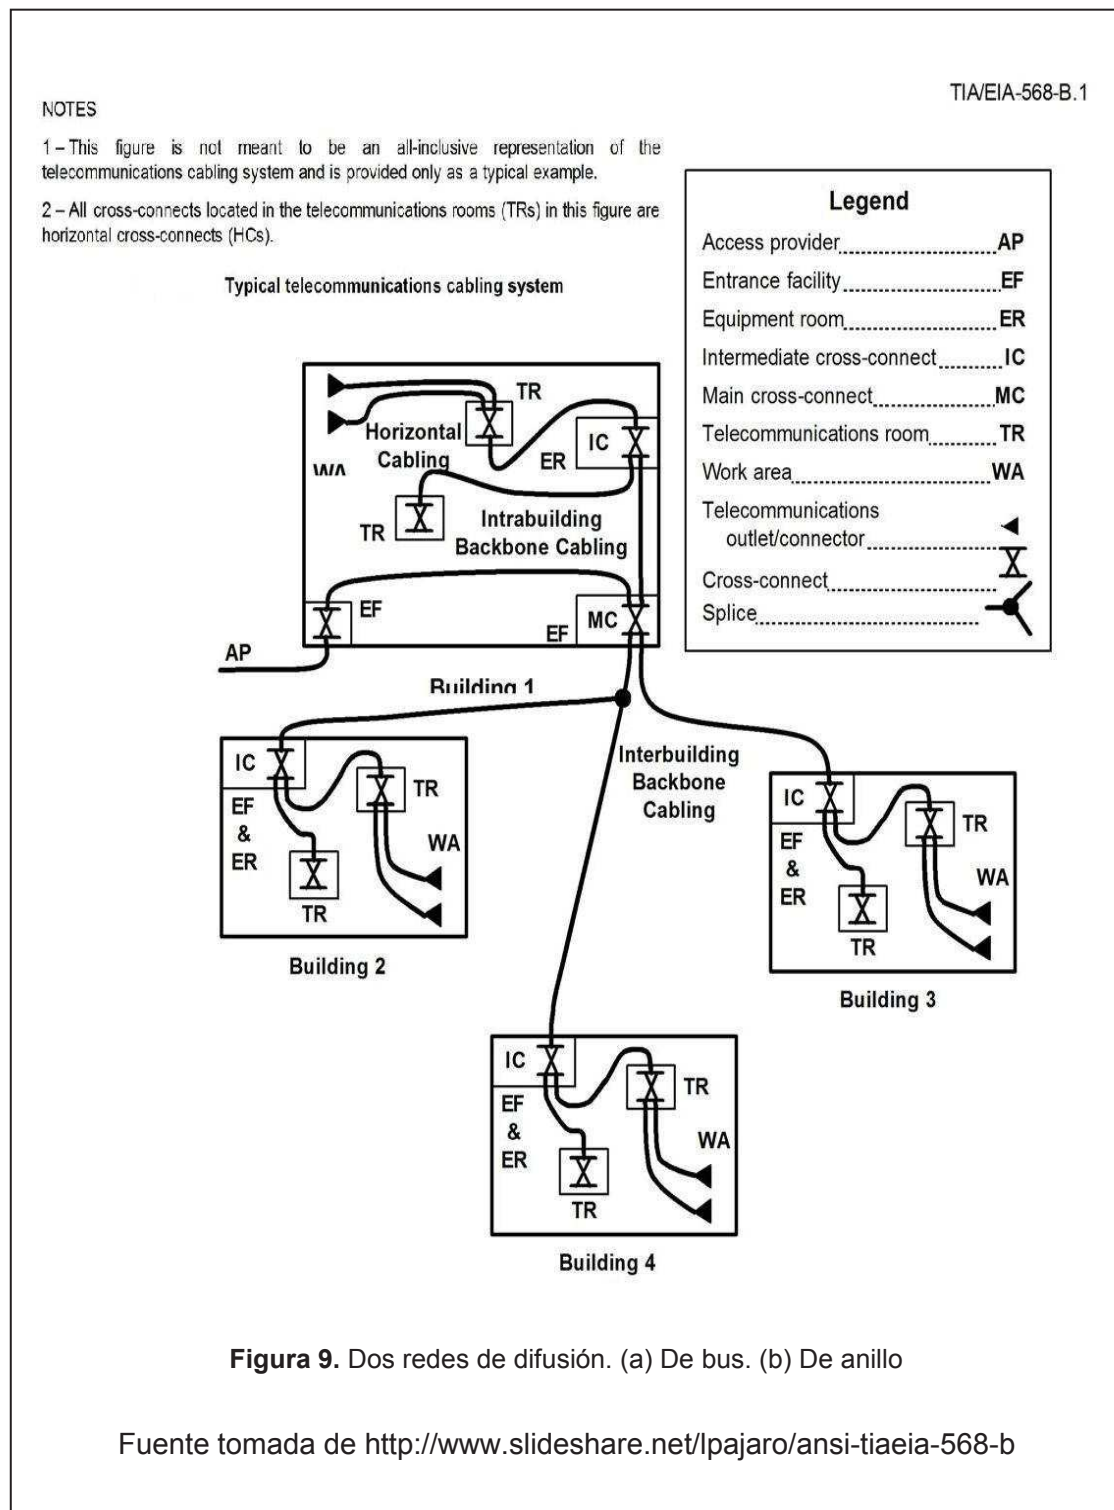 TIA/EIA-568-B.1
NOTES
1 – This figure is not meant to be an all-inclusive representation of the
telecommunications cabling system and is provided only as a typical example.
2 – All cross-connects located in the telecommunications rooms (TRs) in this figure are
horizontal cross-connects (HCs).
Typical telecommunications cabling system
Legend
Access provider AP
Entrance facility EF
Equipment room ER
Intermediate cross-connect IC
Main cross-connect MC
Telecommunications room TR
Work area WA
Telecommunications
outlet/connector
Cross-connect
Splice
TR
Horizontal
Cabling
IC
ER
WA
TR
Intrabuilding
Backbone Cabling
EF
MC
EF
AP
Building 1
Interbuilding
Backbone
Cabling
IC
TR
EF
&
ER
WA
TR
Building 2
IC
TR
EF
&
ER
WA
TR
Building 3
IC
TR
EF
&
ER
WA
TR
Building 4
Figura 9. Dos redes de difusión. (a) De bus. (b) De anillo
Fuente tomada de http://www.slideshare.net/lpajaro/ansi-tiaeia-568-b